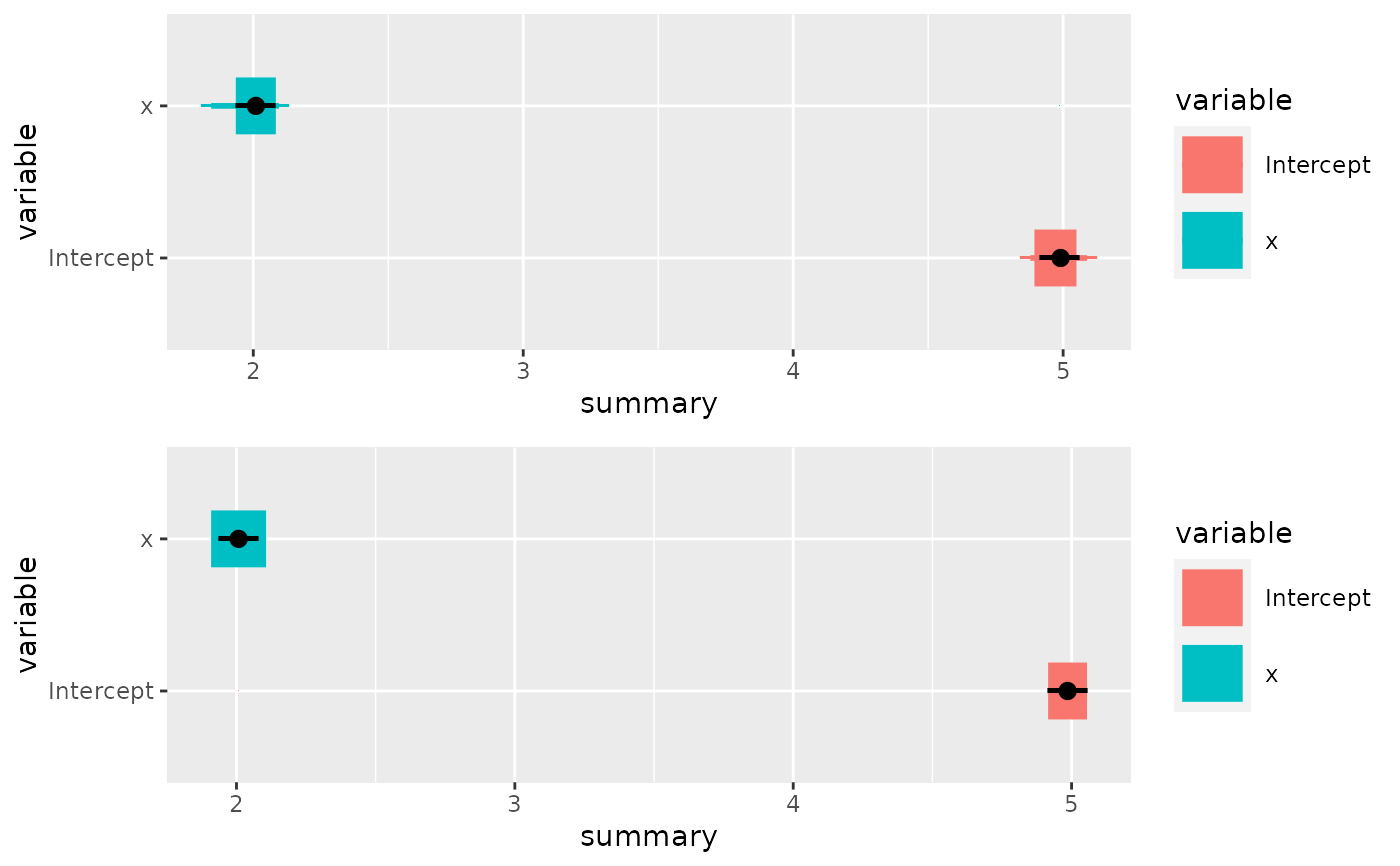 variable
x
Intercept
2 3 4 5
summary
variable
Intercept
x
variable
x
Intercept
2 3 4 5
summary
variable
Intercept
x